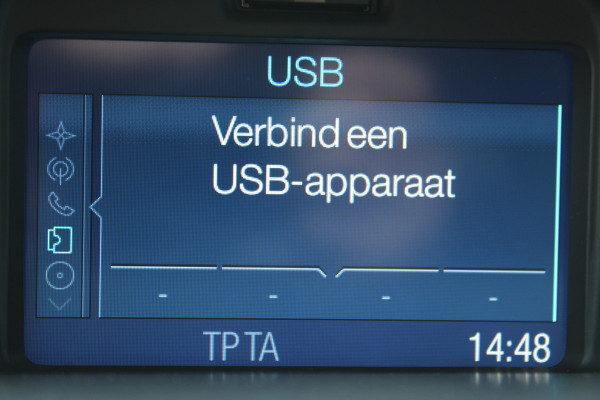 USB
Verbind een
USB-apparaat
- - - -
TP TA 14:48